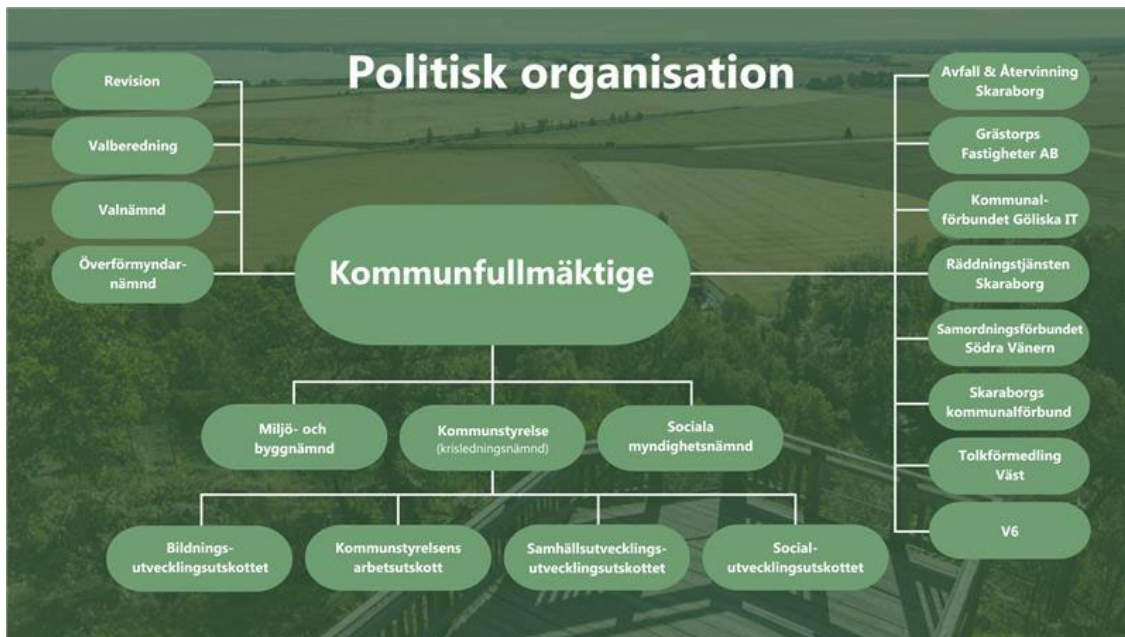 Politisk organisation
Revision
Valberedning
Valnämnd
Överförmyndar-
nämnd
Kommunfullmäktige
Avfall & Återvinning
Skaraborg
Grästorps
Fastigheter AB
Kommunal-
förbundet Göliska IT
Räddningstjänsten
Skaraborg
Samordningsförbundet
Södra Vänern
Skaraborgs
kommunalförbund
Tolkförmedling
Väst
V6
Miljö- och
byggnämnd
Kommunstyrelse
(krisledningsnämnd)
Sociala
myndighetsnämnd
Bildnings-
utvecklingsutskottet
Kommunstyrelsens
arbetsutskott
Samhällsutvecklings-
utvecklingsutskottet
Social-
utvecklingsutskottet